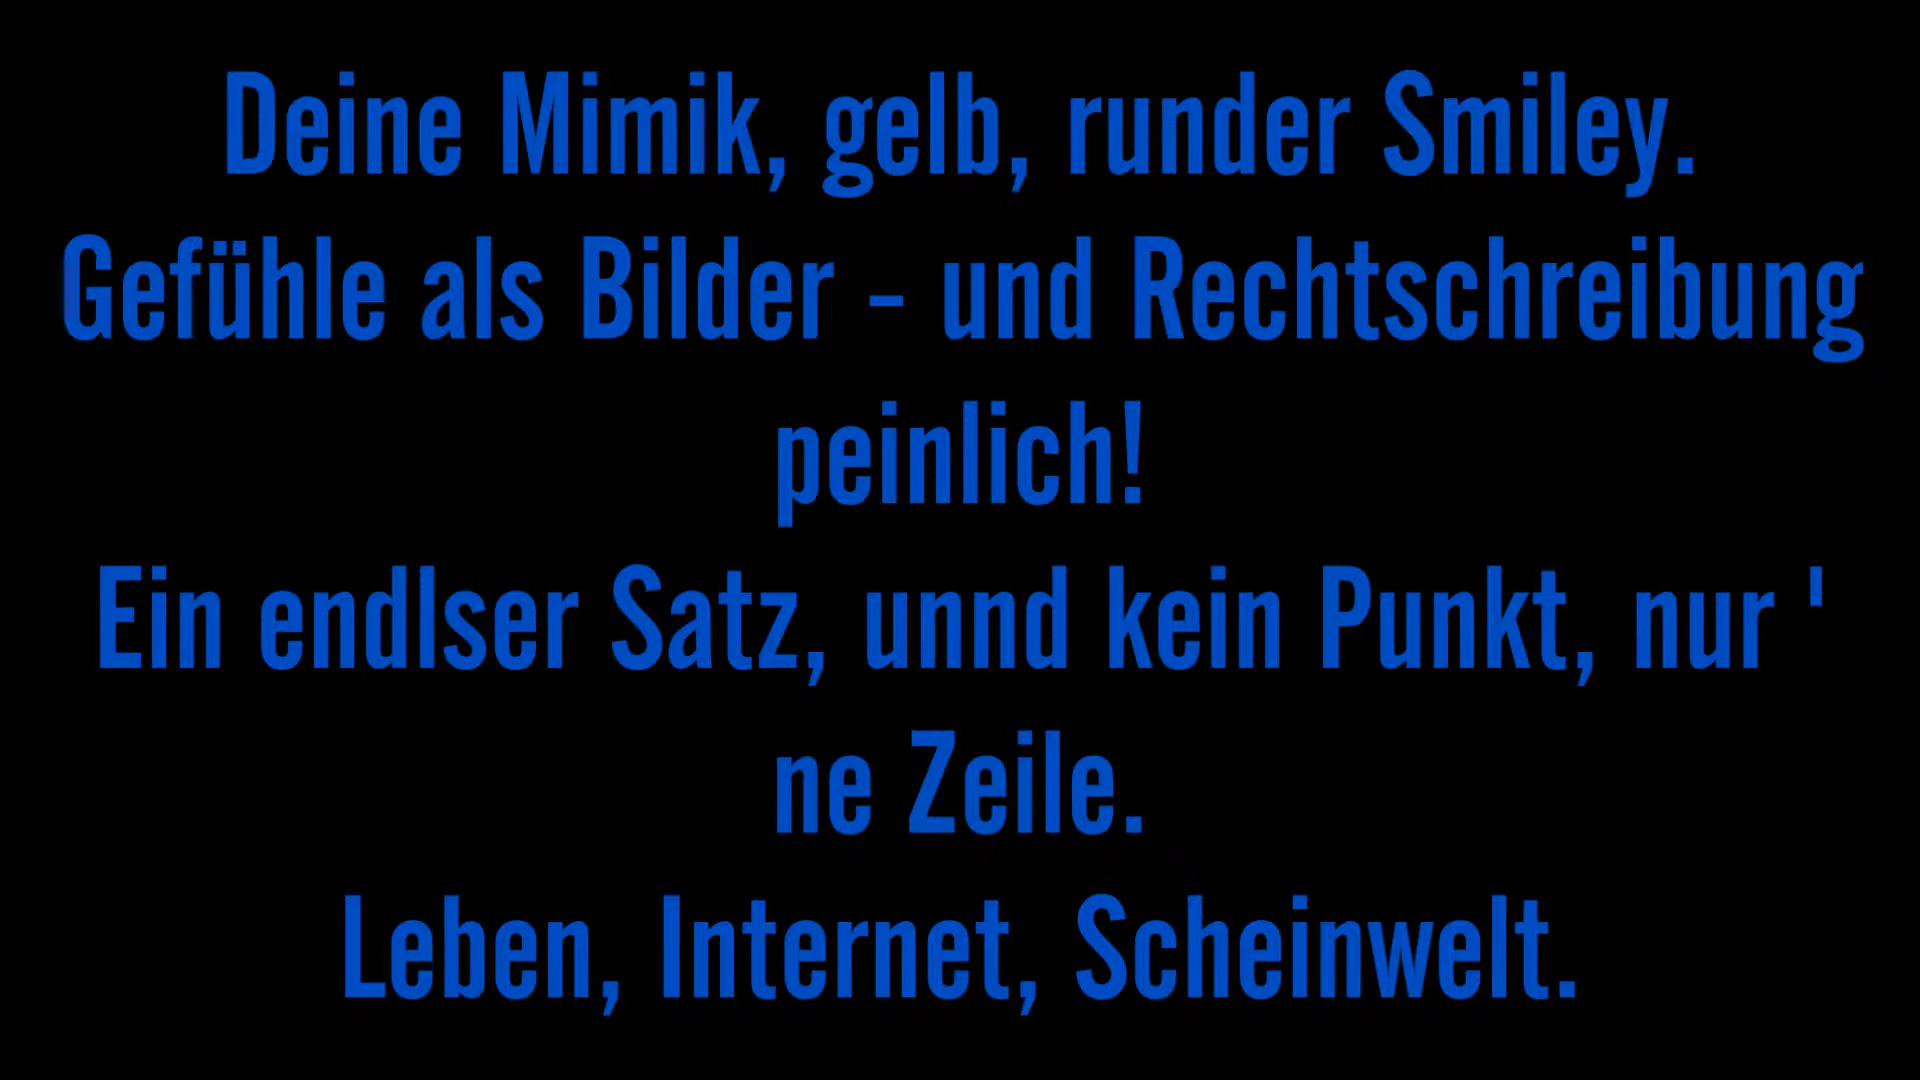 Deine Mimik, gelb, runder Smiley.
Gefühle als Bilder - und Rechtschreibung
peinlich!
Ein endlser Satz, unnd kein Punkt, nur '
ne Zeile.
Leben, Internet, Scheinwelt.